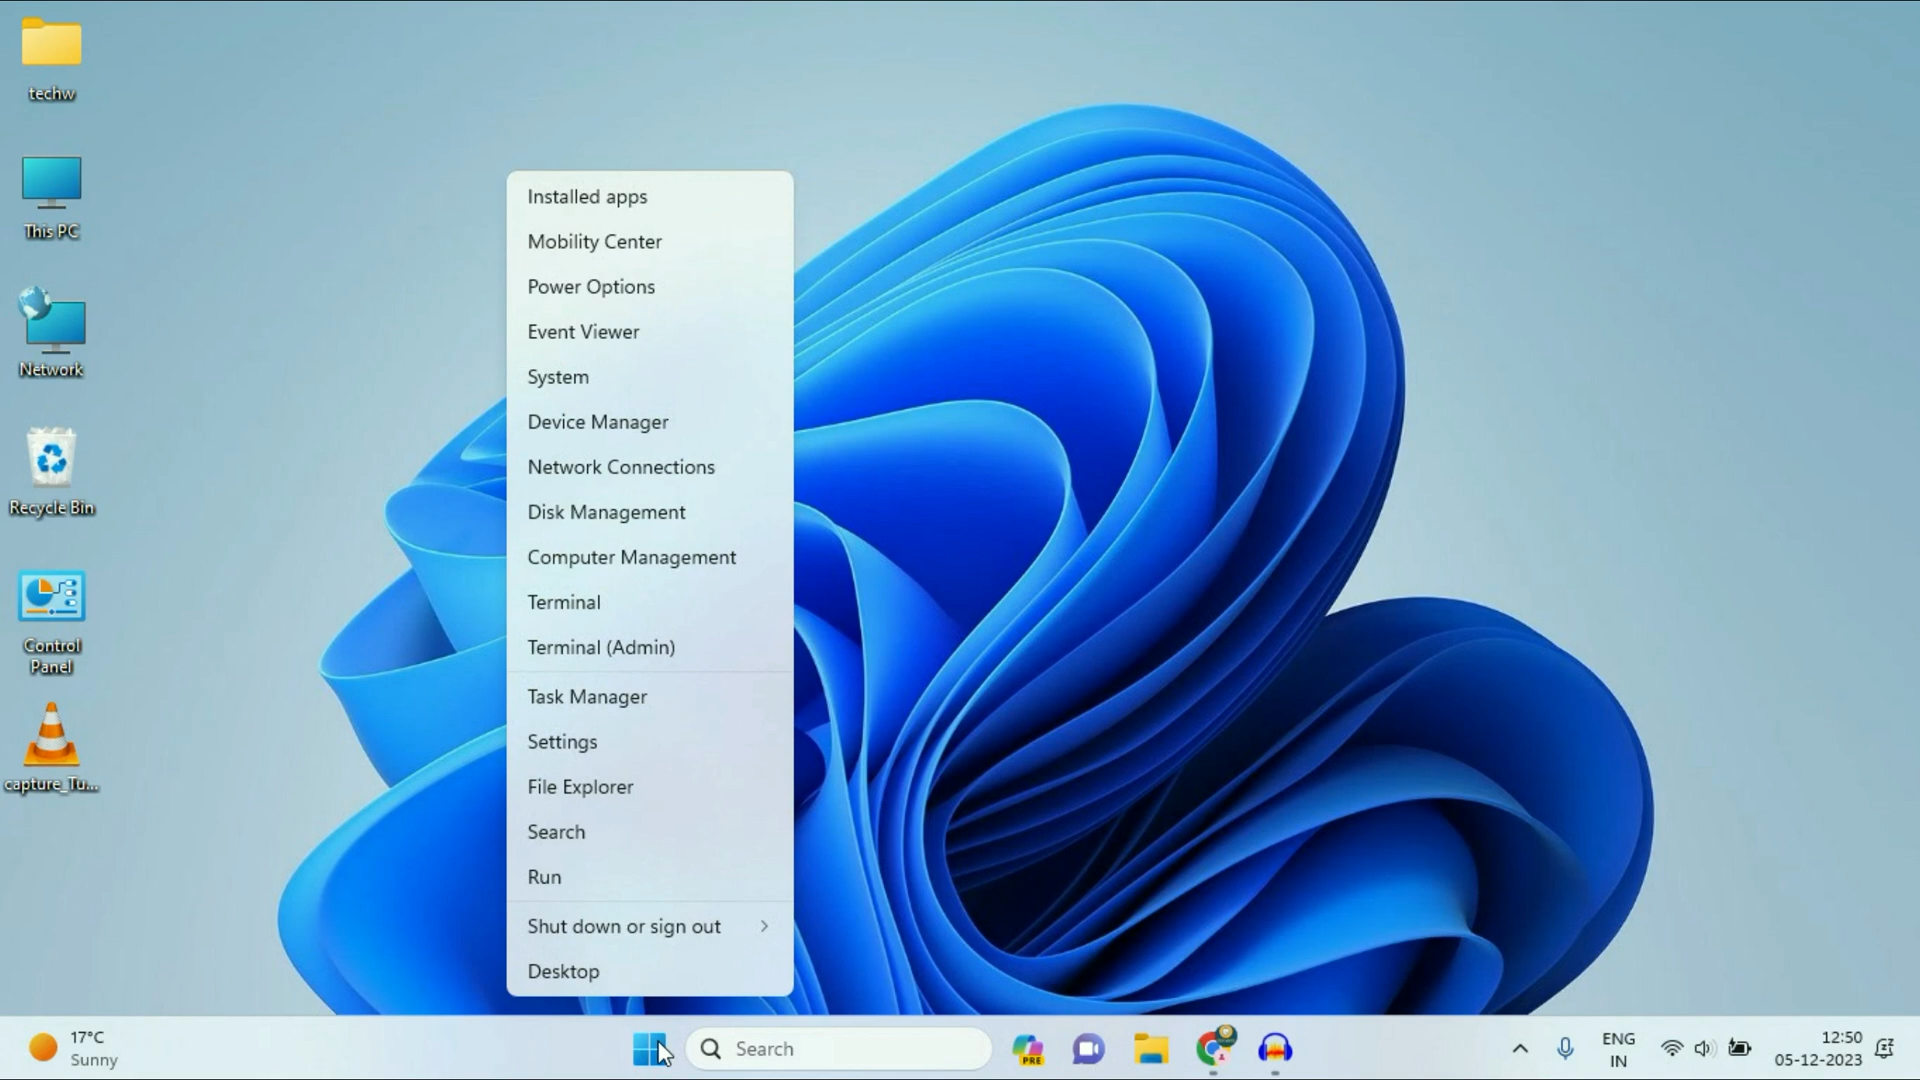 techw
This PC
Network
Recycle Bin
Control
Panel
capture_Tu...
Installed apps
Mobility Center
Power Options
Event Viewer
System
Device Manager
Network Connections
Disk Management
Computer Management
Terminal
Terminal (Admin)
Task Manager
Settings
File Explorer
Search
Run
Shut down or sign out
Desktop
17°C
Sunny
Search
PRE
ENG
IN
12:50
05-12-2023